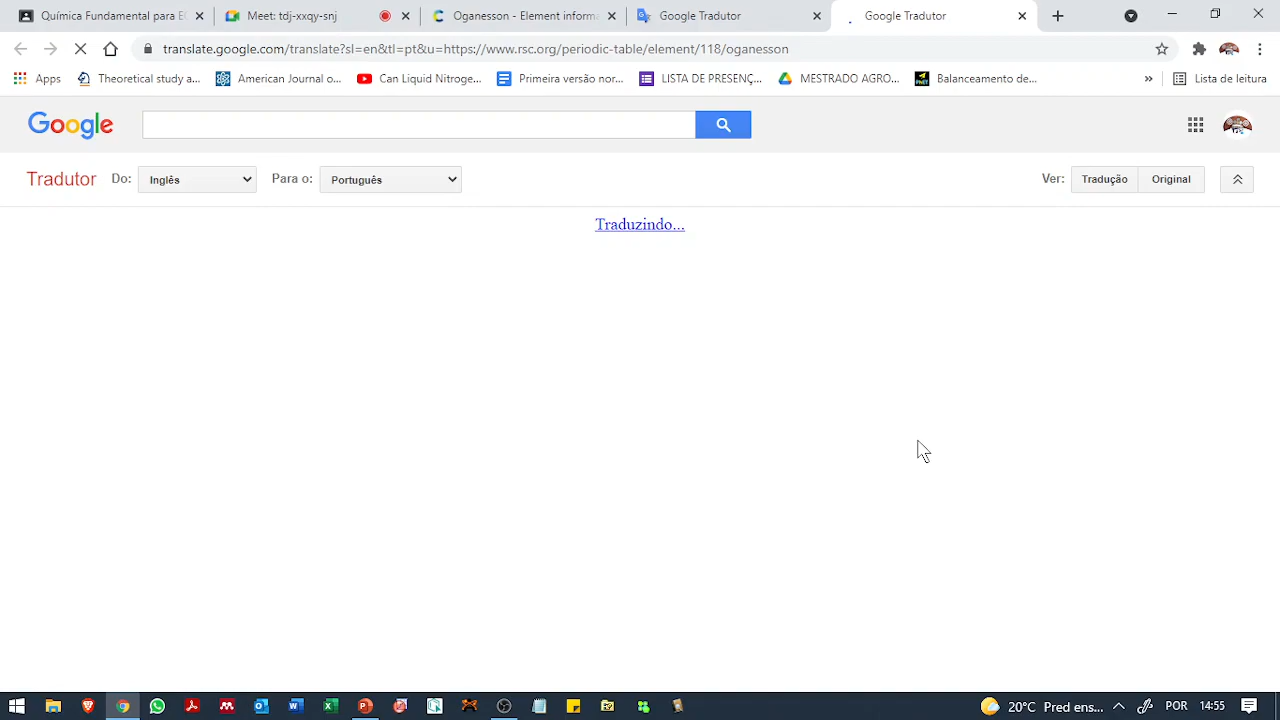 Química Fundamental para E
Meet: tdj-xxqy-snj
Oganesson - Element informa
Google Tradutor
Google Tradutor
translate.google.com/translate?sl=en&tl=pt&u=https://www.rsc.org/periodic-table/element/118/oganesson
Apps
Theoretical study a...
American Journal o...
Can Liquid Nitroge...
Primeira versão nor...
LISTA DE PRESENÇ...
MESTRADO AGRO...
Balanceamento de...
»
Lista de leitura
Google
Tradutor
Do:
Inglês
Para o:
Português
Ver:
Tradução
Original
Traduzindo...
20°C Pred ens...
POR
14:55